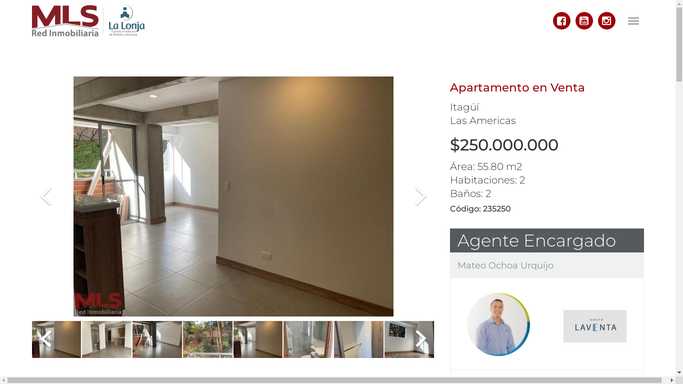 MLS
Red Inmobiliaria
La Lonja
Apartamento en Venta
Itagüí
Las Americas
$250.000.000
Área: 55.80 m2
Habitaciones: 2
Baños: 2
Código: 235250
Agente Encargado
Mateo Ochoa Urquijo
LAVENTA
MLS
Red Inmobiliaria